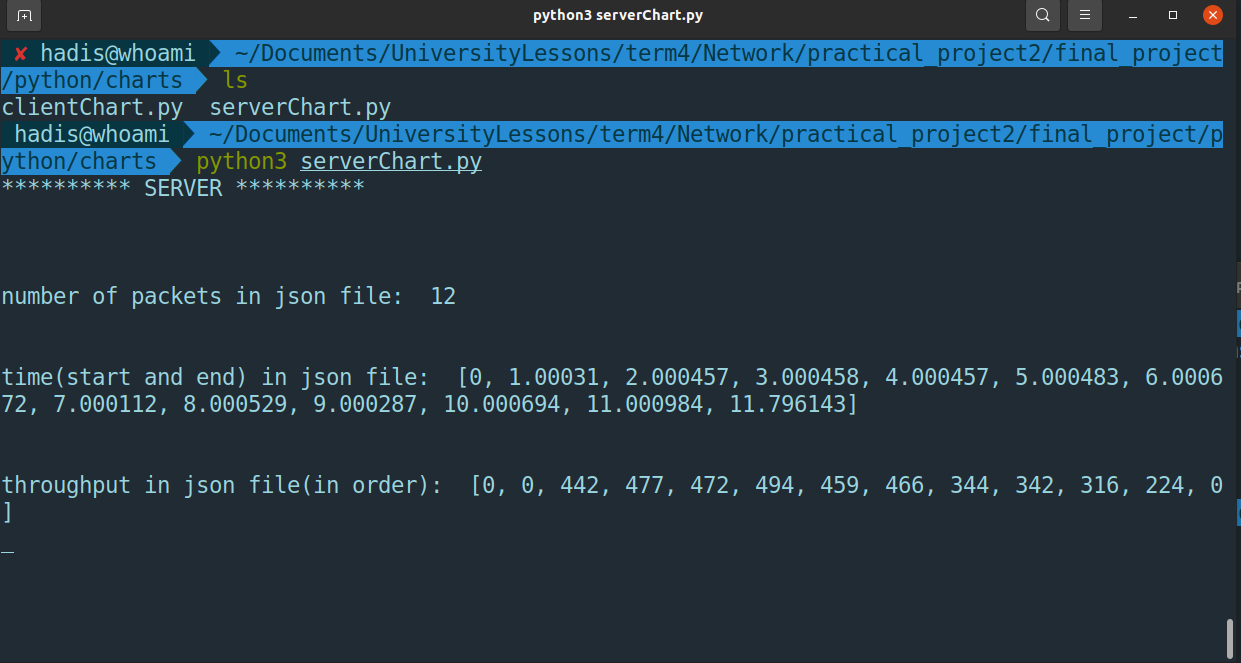 python3 serverChart.py
✘ hadis@whoami ~/Documents/UniversityLessons/term4/Network/practical_project2/final_project
/python/charts ls
clientChart.py serverChart.py
hadis@whoami ~/Documents/UniversityLessons/term4/Network/practical_project2/final_project/p
ython/charts python3 serverChart.py
********** SERVER **********
number of packets in json file: 12
time(start and end) in json file: [0, 1.00031, 2.000457, 3.000458, 4.000457, 5.000483, 6.0006
72, 7.000112, 8.000529, 9.000287, 10.000694, 11.000984, 11.796143]
throughput in json file(in order): [0, 0, 442, 477, 472, 494, 459, 466, 344, 342, 316, 224, 0
]